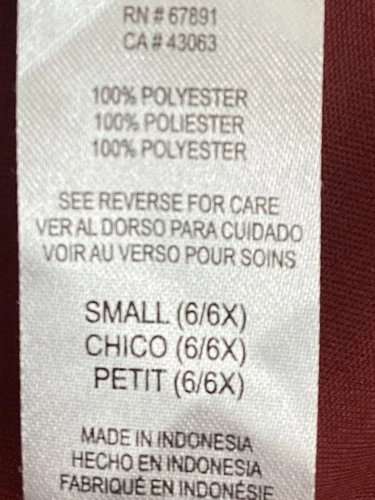 RN # 67891
CA # 43063
100% POLYESTER
100% POLIESTER
100% POLYESTER
SEE REVERSE FOR CARE
VER AL DORSO PARA CUIDADO
VOIR AU VERSO POUR SOINS
SMALL (6/6X)
CHICO (6/6X)
PETIT (6/6X)
MADE IN INDONESIA
HECHO EN INDONESIA
FABRIQUÉ EN INDONÉSIE